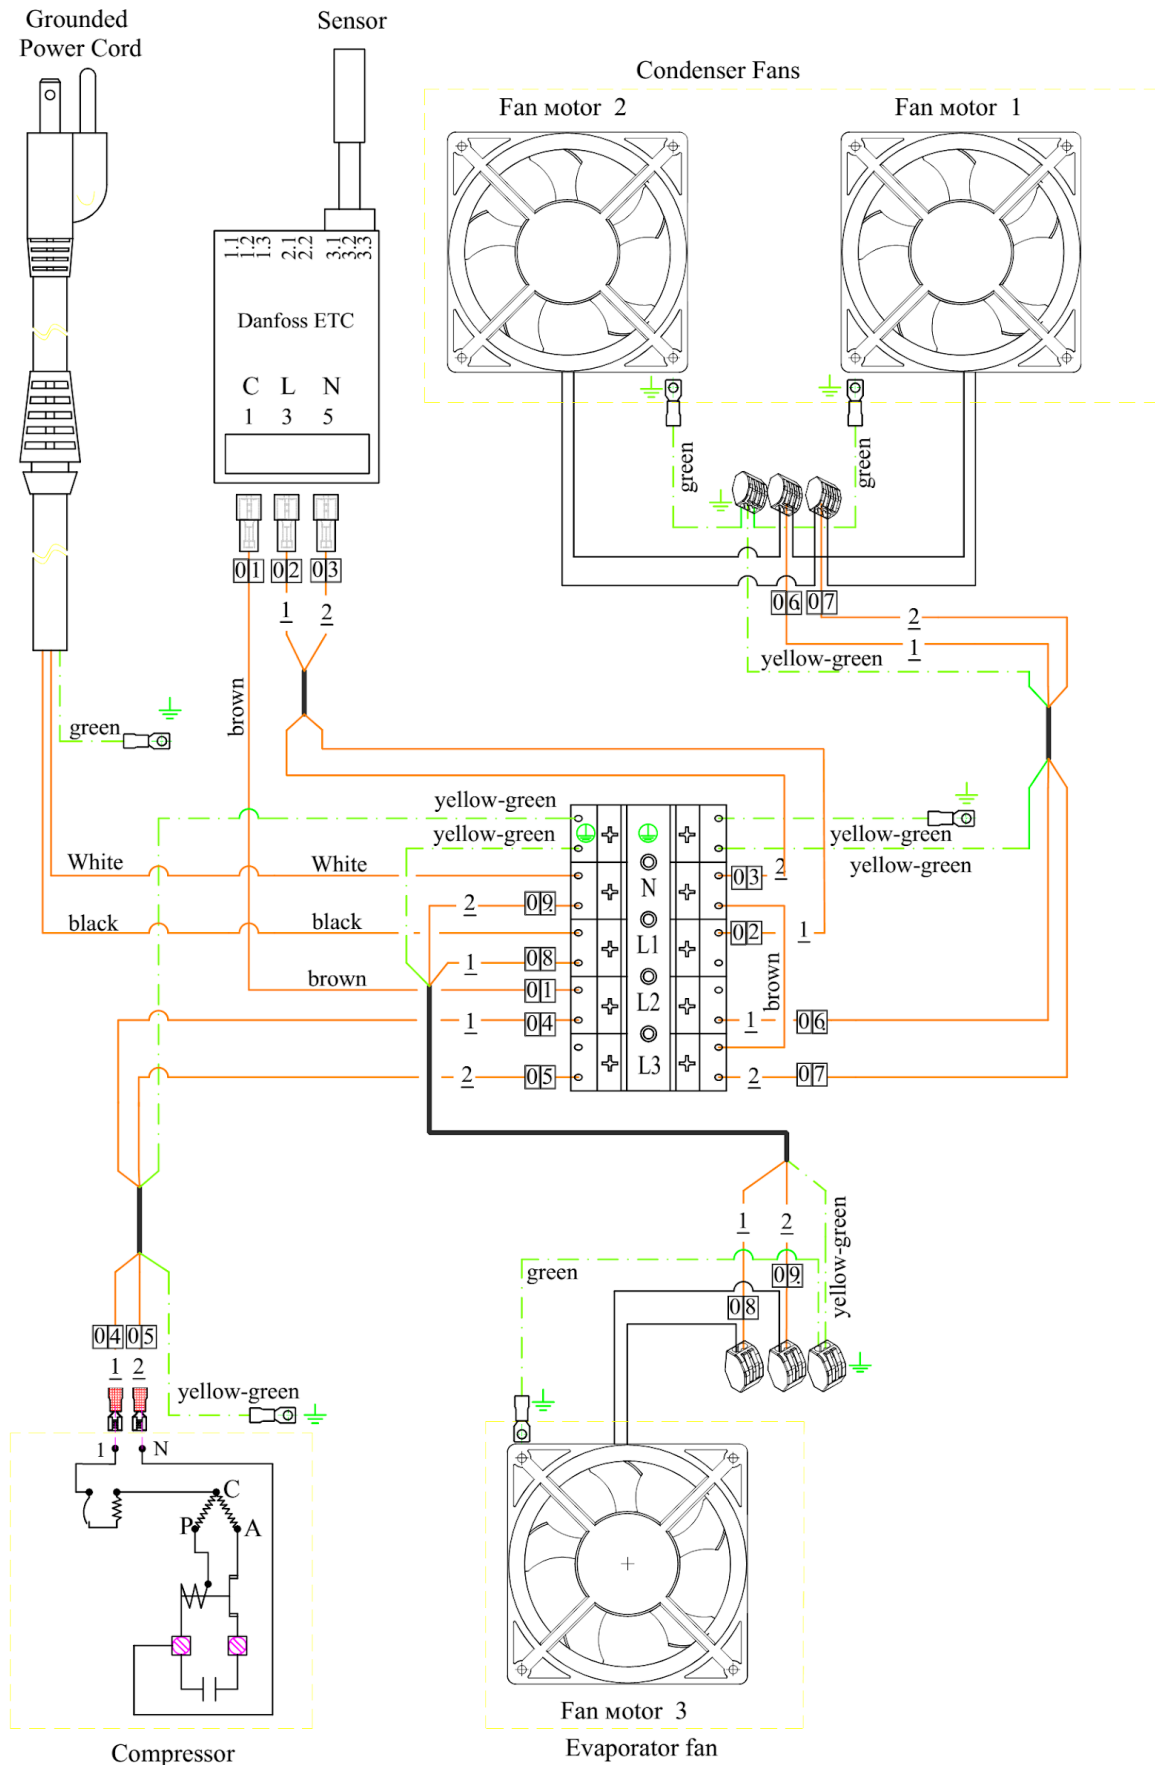 Grounded
Power Cord
Sensor
Condenser Fans
Fan мotor 2
Fan мotor 1
1.1
1.2
1.3
2.1
2.2
3.1
3.2
3.3
Danfoss ETC
C L N
1 3 5
green
green
01 02 03
1 2
06 07
2
1
yellow-green
brown
green
yellow-green
yellow-green
yellow-green
yellow-green
White White
N
03 2
2 09.
black black
L1
02 1
1 08
brown
brown
01
L2
1 04
1 06
L3
2 05
2 07
1 2
yellow-green
green
09.
08
04 05
1 2
yellow-green
1 N
C
P A
Fan мotor 3
Compressor
Evaporator fan